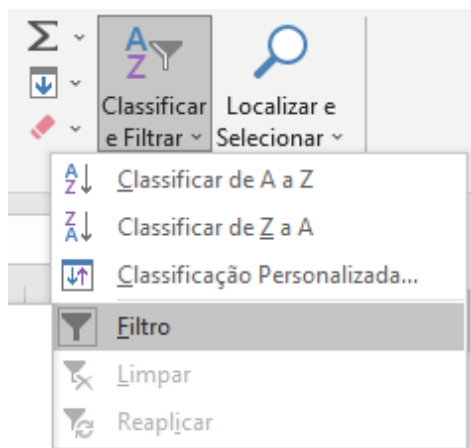 Classificar
e Filtrar
Localizar e
Selecionar
Classificar de A a Z
Classificar de Z a A
Classificação Personalizada...
Filtro
Limpar
Reaplicar